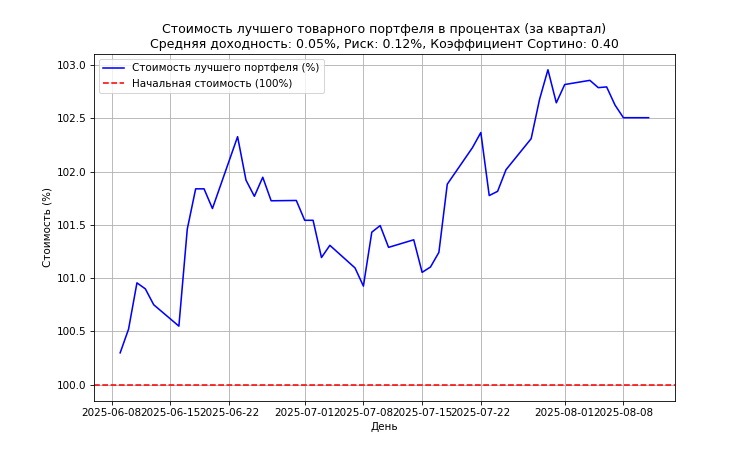 Стоимость лучшего товарного портфеля в процентах (за квартал)
Средняя доходность: 0.05%, Риск: 0.12%, Коэффициент Сортино: 0.40
Стоимость лучшего портфеля (%)
Начальная стоимость (100%)
Стоимость (%)
103.0
102.5
102.0
101.5
101.0
100.5
100.0
2025-06-08 2025-06-15 2025-06-22 2025-07-01 2025-07-08 2025-07-15 2025-07-22 2025-08-01 2025-08-08
День